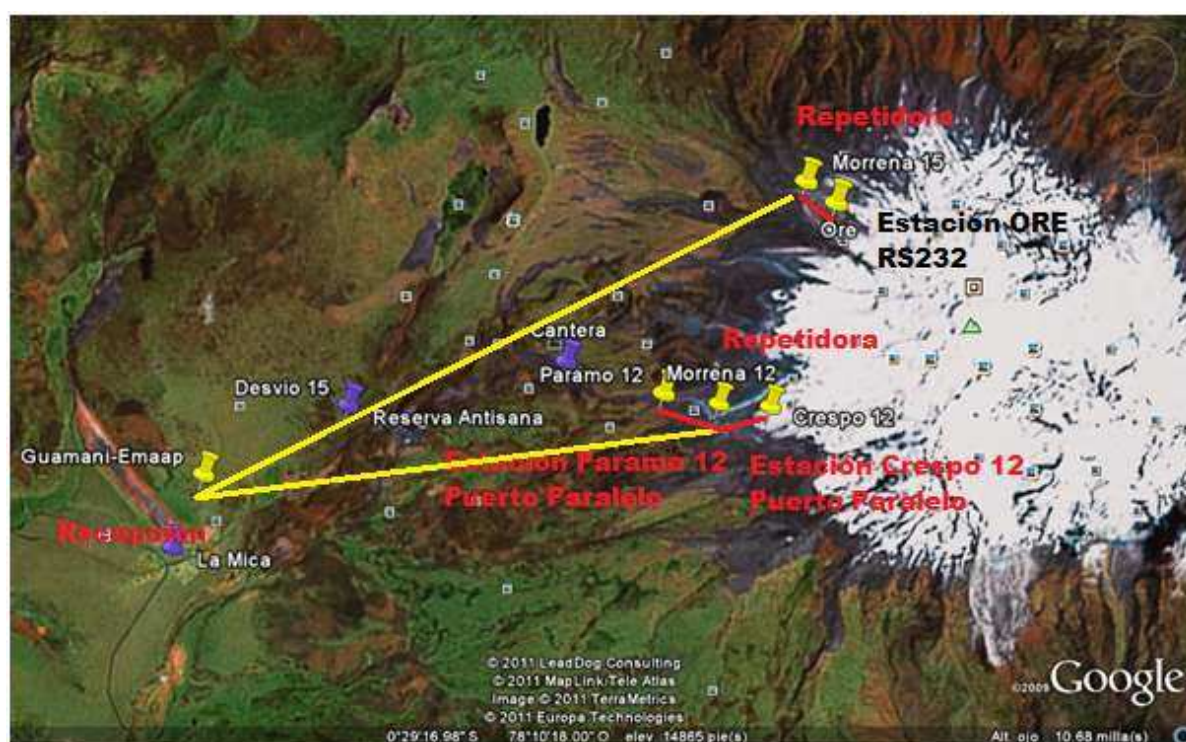 Repetidora
Morrena 15
Ore
Estación ORE
RS232
Cantera
Repetidora
Paramo 12
Morrena 12
Desvio 15
Reserva Antisana
Crespo 12
Guamani-Emaap
Estación Paramo 12
Puerto Paralelo
Estación Crespo 12
Puerto Paralelo
La Mica
© 2011 LeadDog Consulting
© 2011 MapLink/Tele Atlas
Image © 2011 TerraMetrics
© 2011 Europa Technologies
©2009 Google
0°29'16.98" S 78°10'18.00" O elev 14865 pie(s) Alt. ojo 10.68 milla(s)